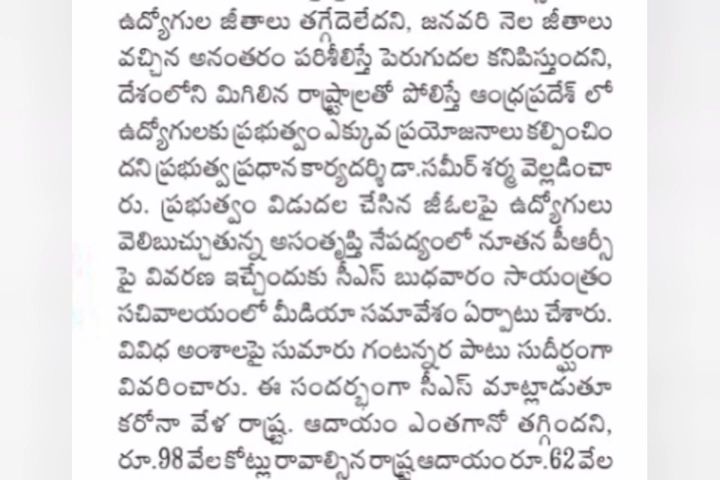 ఉద్యోగుల జీతాలు తగ్గేదెలేదని, జనవరి నెల జీతాలు
వచ్చిన అనంతరం పరిశీలిస్తే పెరుగుదల కనిపిస్తుందని,
దేశంలోని మిగిలిన రాష్ట్రాలతో పోలిస్తే ఆంధ్రప్రదేశ్ లో
ఉద్యోగులకు ప్రభుత్వం ఎక్కువ ప్రయోజనాలు కల్పించిం
దని ప్రభుత్వ ప్రధాన కార్యదర్శి డా.సమీర్ శర్మ వెల్లడించా
రు. ప్రభుత్వం విడుదల చేసిన జీఓలపై ఉద్యోగులు
వెలిబుచ్చుతున్న అసంతృప్తి నేపద్యంలో నూతన పీఆర్సీ
పై వివరణ ఇచ్చేందుకు సీఎస్ బుధవారం సాయంత్రం
సచివాలయంలో మీడియా సమావేశం ఏర్పాటు చేశారు.
వివిధ అంశాలపై సుమారు గంటన్నర పాటు సుదీర్ఘంగా
వివరించారు. ఈ సందర్భంగా సీఎస్ మాట్లాడుతూ
కరోనా వేళ రాష్ట్ర. ఆదాయం ఎంతగానో తగ్గిందని,
రూ.98 వేల కోట్లు రావాల్సిన రాష్ట్ర ఆదాయం రూ.62 వేల